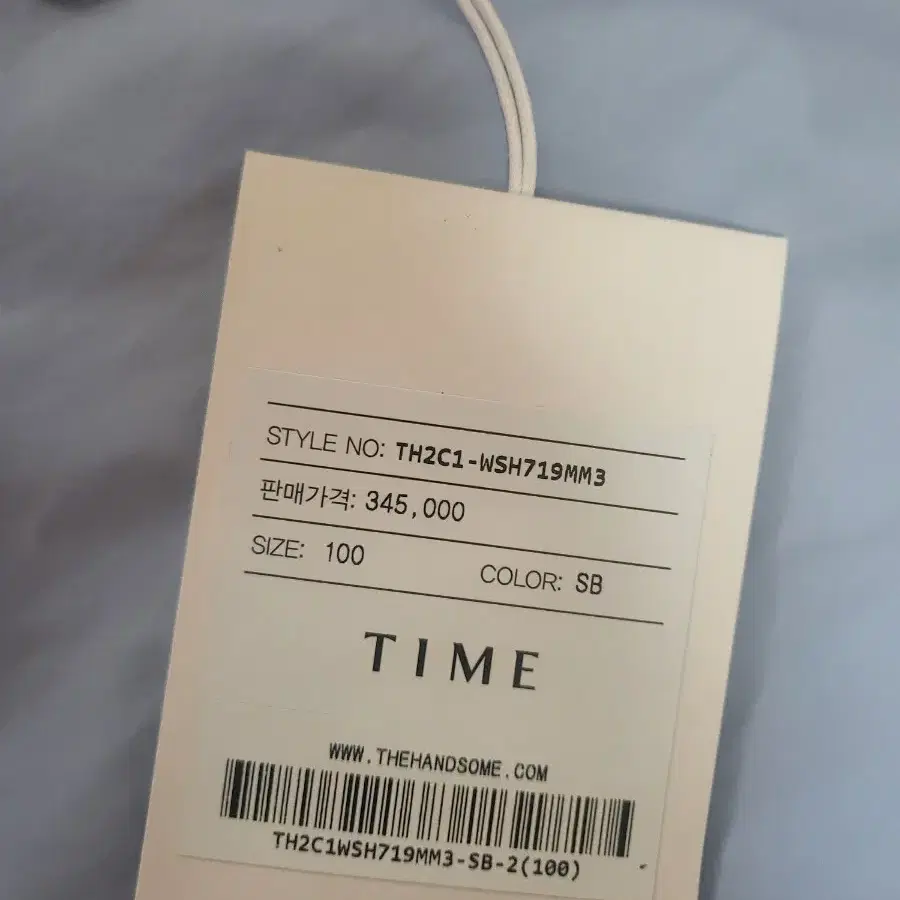 STYLE NO: TH2C1-WSH719MM3
판매가격: 345,000
SIZE: 100 COLOR: SB
TIME
WWW.THEHANDSOME.COM
TH2C1WSH719MM3-SB-2(100)